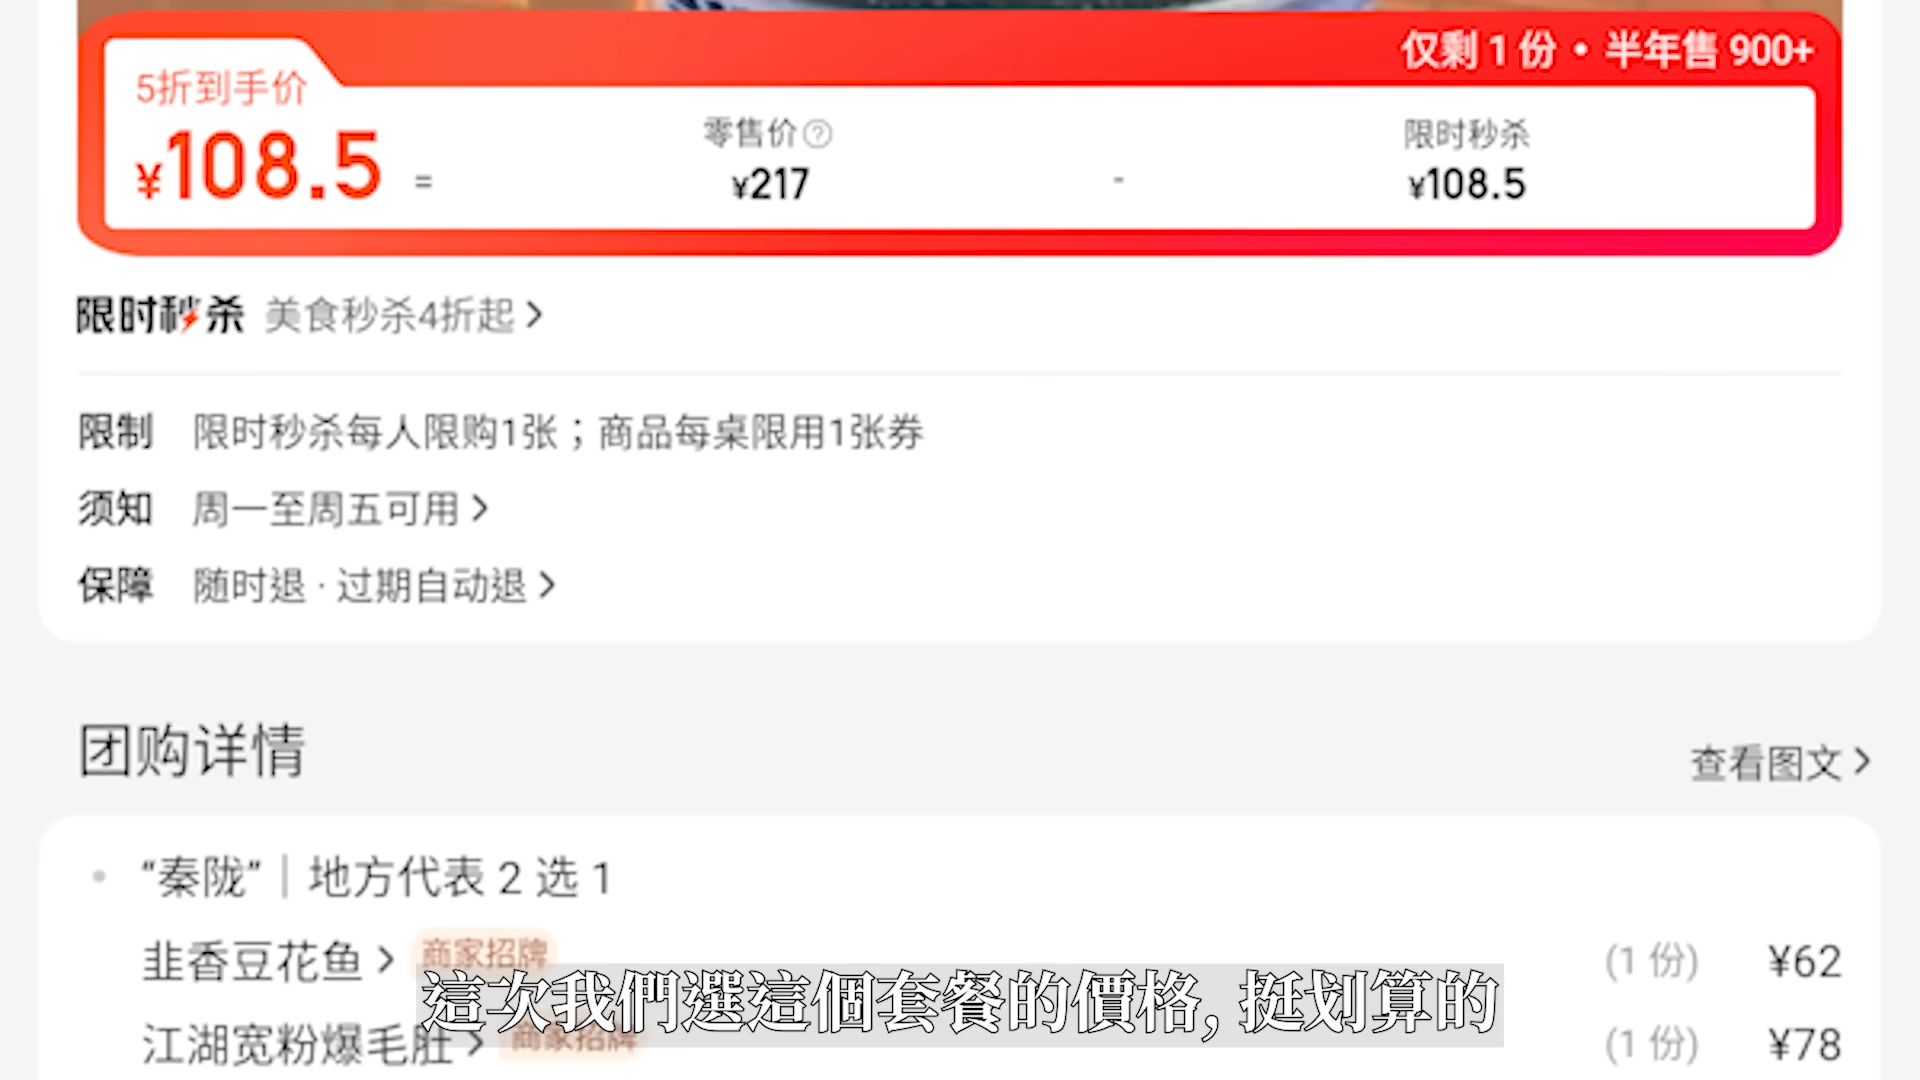 仅剩 1 份 • 半年售 900+
5折到手价
¥108.5 = 零售价? ¥217 - 限时秒杀 ¥108.5
限时秒杀 美食秒杀4折起 >
限制 限时秒杀每人限购1张；商品每桌限用1张券
须知 周一至周五可用 >
保障 随时退 · 过期自动退 >
团购详情
查看图文 >
• “秦陇”｜地方代表 2 选 1
韭香豆花鱼 > 商家招牌 (1 份) ¥62
江湖宽粉爆毛肚 > 商家招牌 (1 份) ¥78
這次我們選這個套餐的價格, 挺划算的